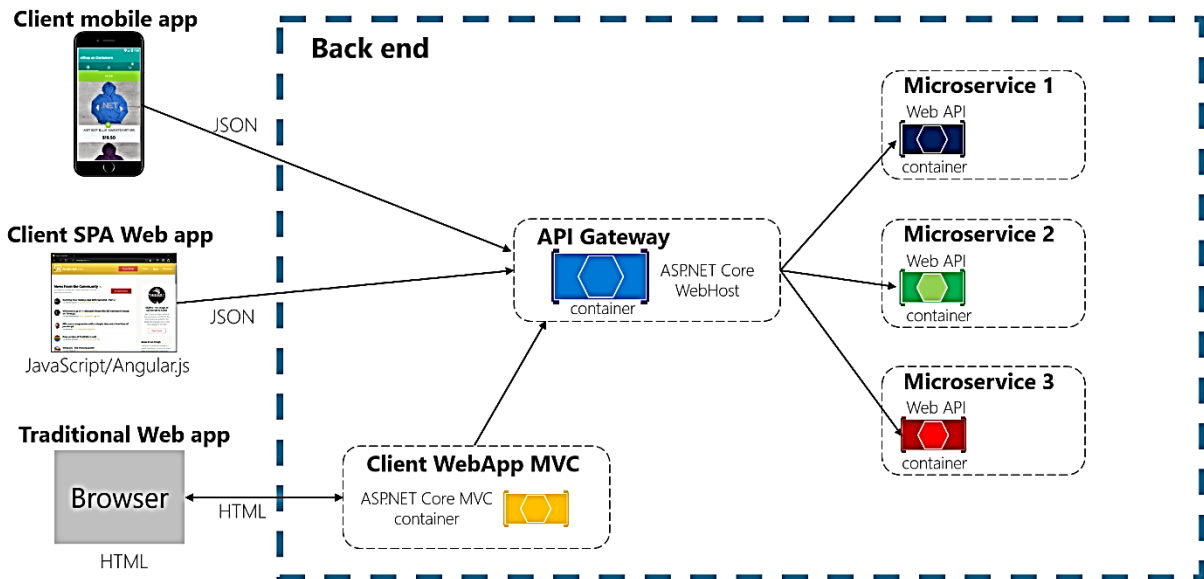 Client mobile app
.NET
JSON
Client SPA Web app
JSON
JavaScript/Angular.js
Traditional Web app
Browser
HTML
HTML
Back end
API Gateway
ASP.NET Core
WebHost
container
Client WebApp MVC
ASP.NET Core MVC
container
Microservice 1
Web API
container
Microservice 2
Web API
container
Microservice 3
Web API
container